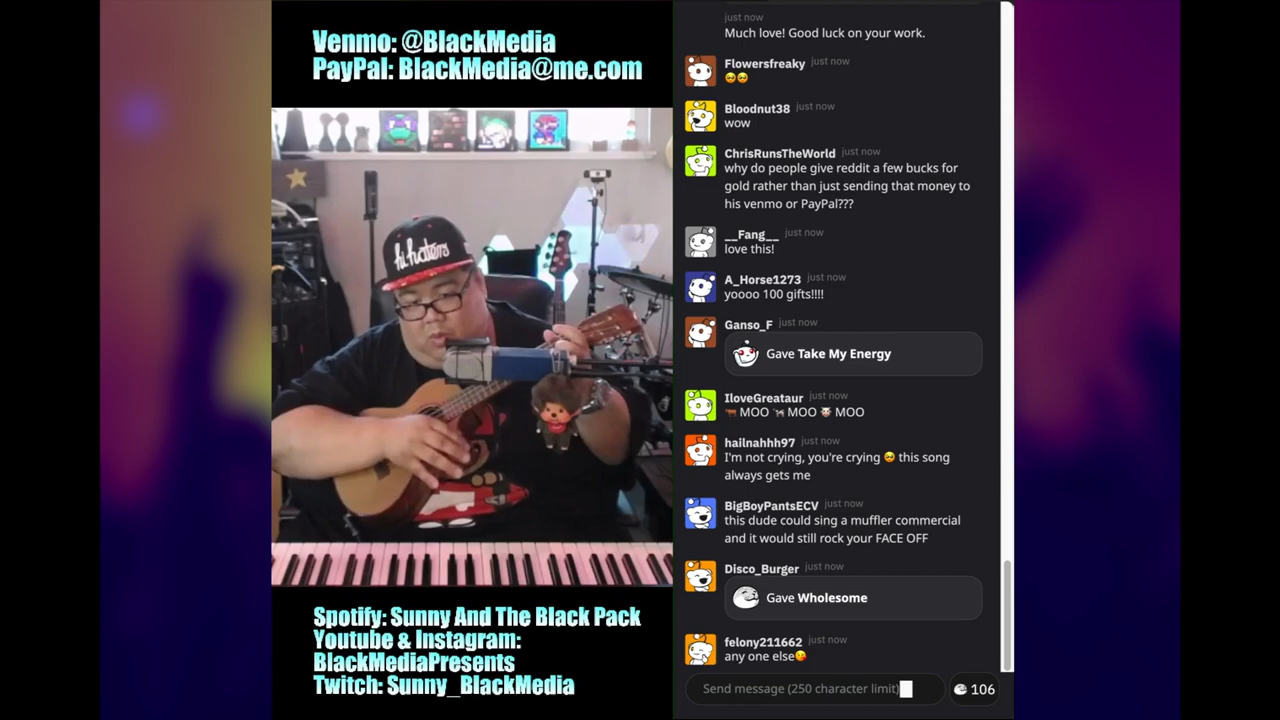 Venmo: @BlackMedia
PayPal: BlackMedia@me.com
hi haters
Spotify: Sunny And The Black Pack
Youtube & Instagram:
BlackMediaPresents
Twitch: Sunny_BlackMedia
just now
Much love! Good luck on your work.
Flowersfreaky just now
🥺🥺
Bloodnut38 just now
wow
ChrisRunsTheWorld just now
why do people give reddit a few bucks for
gold rather than just sending that money to
his venmo or PayPal???
__Fang__ just now
love this!
A_Horse1273 just now
yoooo 100 gifts!!!!
Ganso_F just now
Gave Take My Energy
IloveGreataur just now
🐂 MOO 🐄 MOO 🐮 MOO
hailnahhh97 just now
I'm not crying, you're crying 🥺 this song
always gets me
BigBoyPantsECV just now
this dude could sing a muffler commercial
and it would still rock your FACE OFF
Disco_Burger just now
Gave Wholesome
felony211662 just now
any one else😘
Send message (250 character limit)
106